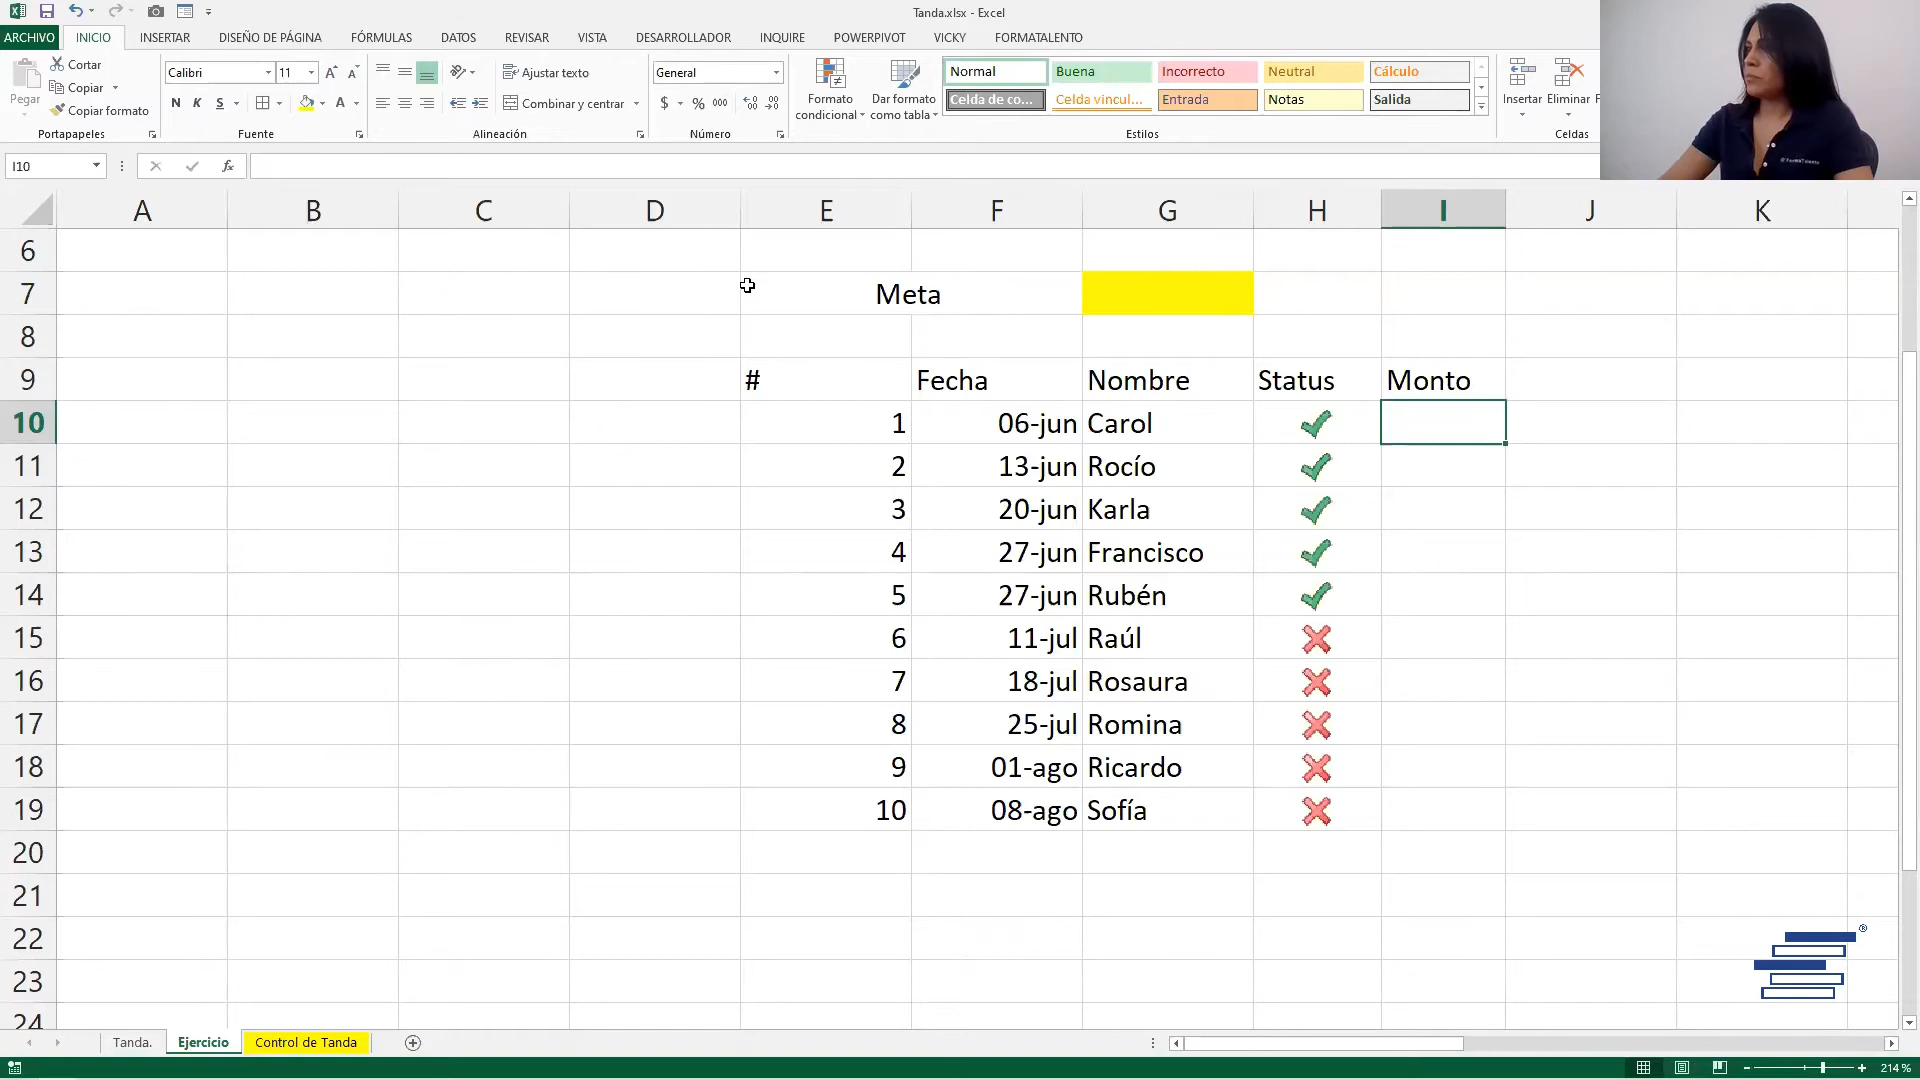 Tanda.xlsx - Excel
ARCHIVO INICIO INSERTAR DISEÑO DE PÁGINA FÓRMULAS DATOS REVISAR VISTA DESARROLLADOR INQUIRE POWERPIVOT VICKY FORMATALENTO
Pegar
Cortar
Copiar
Copiar formato
Portapapeles
Calibri 11
N K S
Fuente
Ajustar texto
Combinar y centrar
Alineación
General
$ % 000
Número
Formato condicional
Dar formato como tabla
Normal Buena Incorrecto Neutral Cálculo
Celda de co... Celda vincul... Entrada Notas Salida
Estilos
Insertar Eliminar
Celdas
I10
fx
A B C D E F G H I J K
6
7 Meta
8
9 # Fecha Nombre Status Monto
10 1 06-jun Carol
11 2 13-jun Rocío
12 3 20-jun Karla
13 4 27-jun Francisco
14 5 27-jun Rubén
15 6 11-jul Raúl
16 7 18-jul Rosaura
17 8 25-jul Romina
18 9 01-ago Ricardo
19 10 08-ago Sofía
20
21
22
23
24
®
Tanda. Ejercicio Control de Tanda
214 %